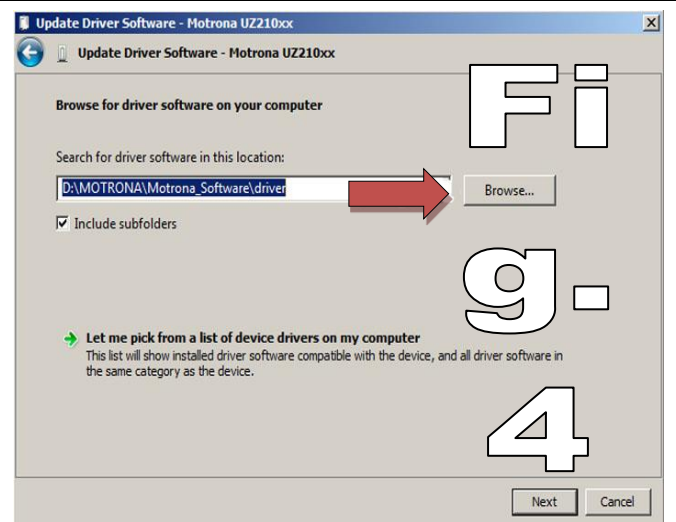 Update Driver Software - Motrona UZ210xx
Update Driver Software - Motrona UZ210xx
Browse for driver software on your computer
Search for driver software in this location:
D:\MOTRONA\Motrona_Software\driver
Browse...
Include subfolders
Let me pick from a list of device drivers on my computer
This list will show installed driver software compatible with the device, and all driver software in
the same category as the device.
Next Cancel
Fi
g.
4